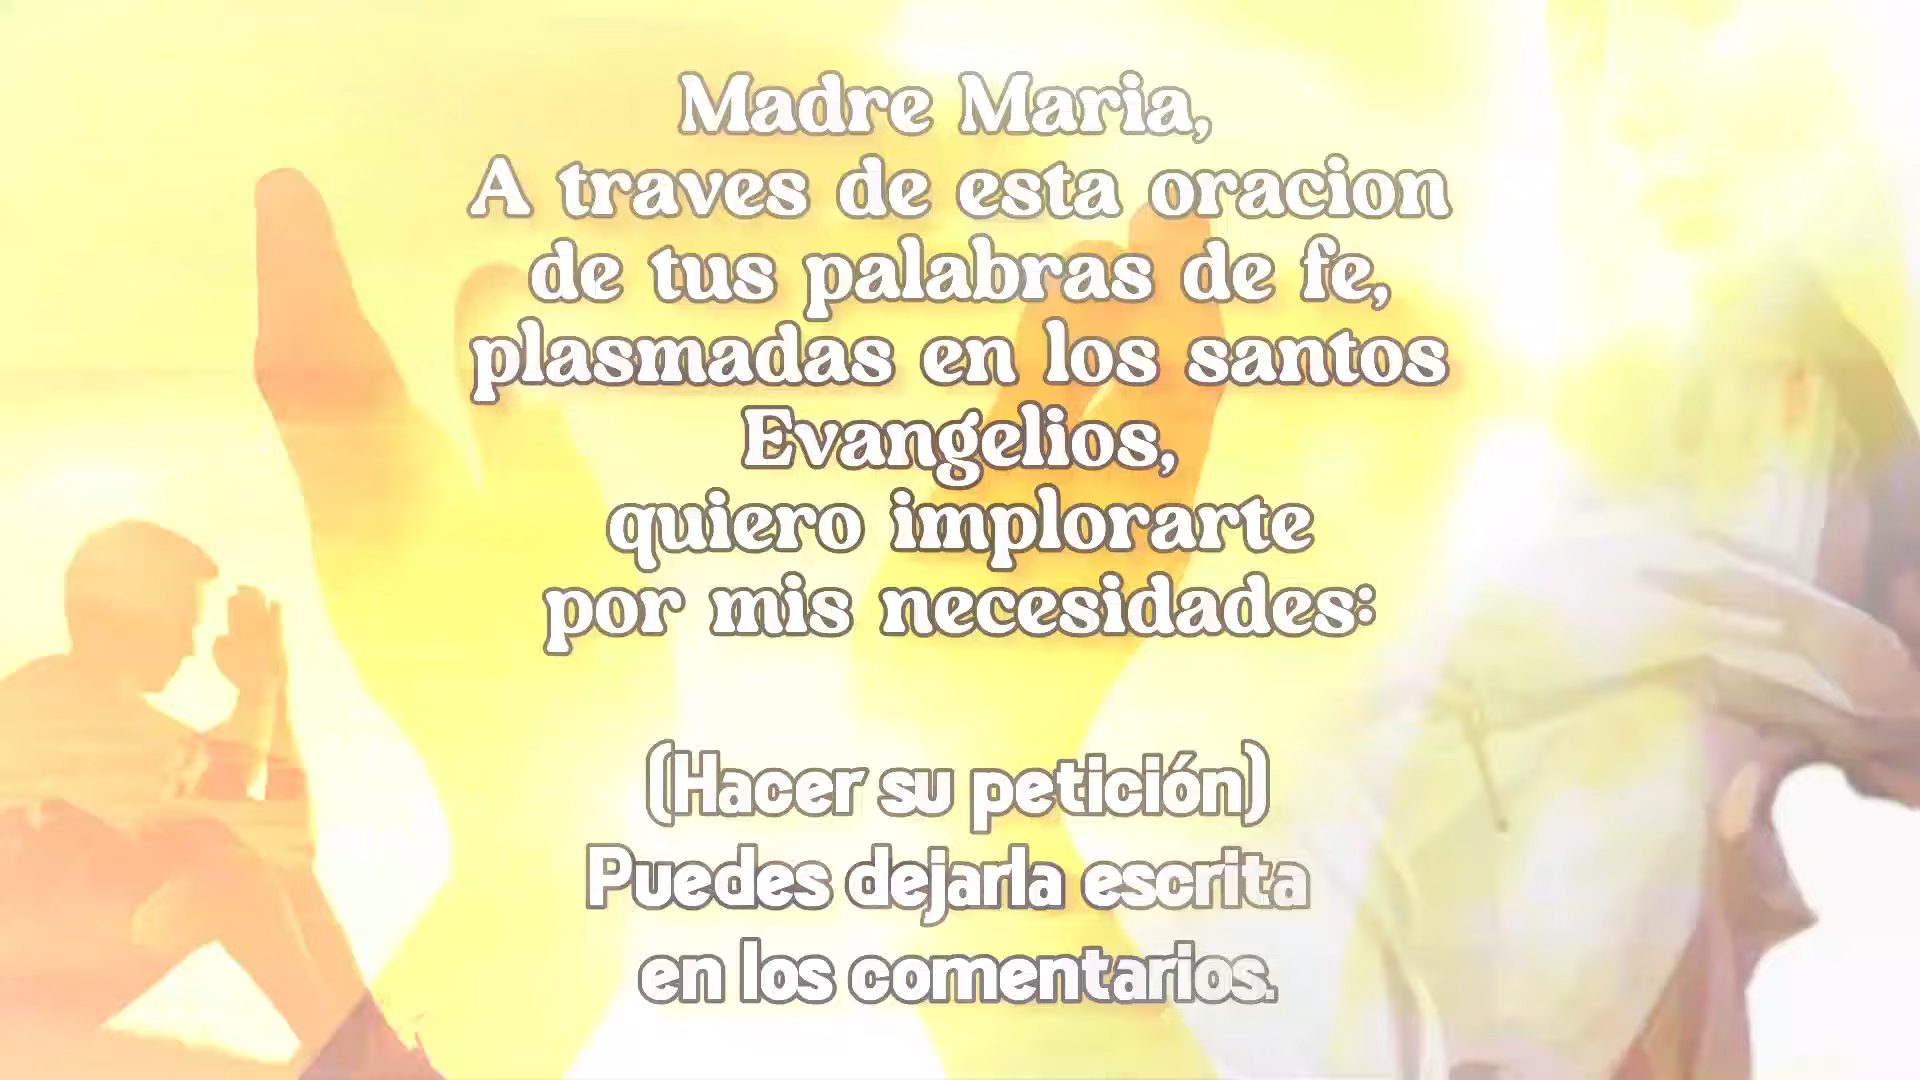 Madre Maria,
A traves de esta oracion
de tus palabras de fe,
plasmadas en los santos
Evangelios,
quiero implorarte
por mis necesidades:
(Hacer su petición)
Puedes dejarla escrita
en los comentarios.